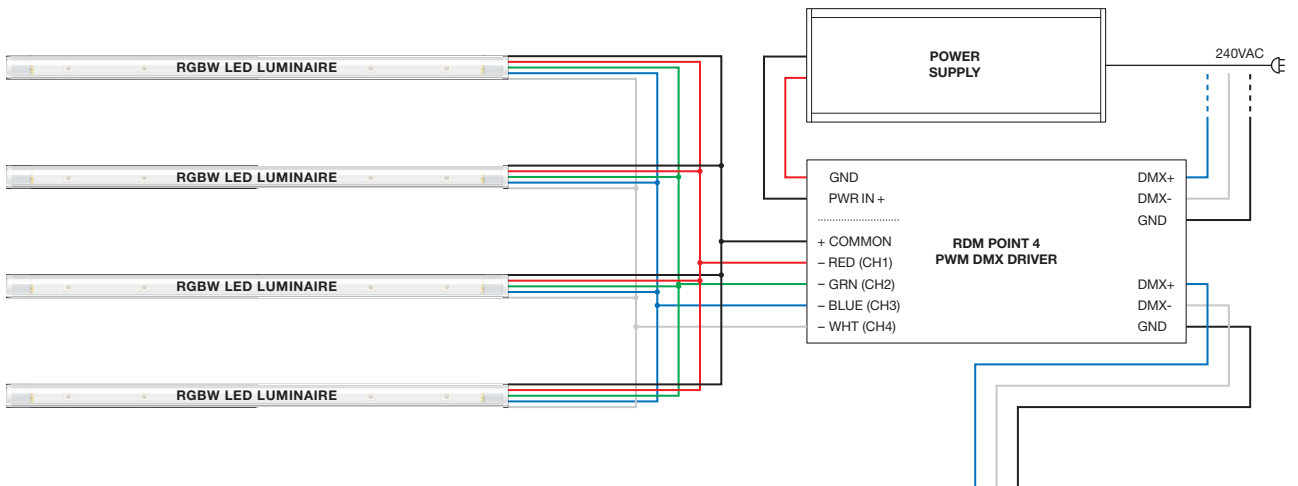 RGBW LED LUMINAIRE
RGBW LED LUMINAIRE
RGBW LED LUMINAIRE
RGBW LED LUMINAIRE
POWER
SUPPLY
240VAC
GND
PWR IN +
+ COMMON
– RED (CH1)
– GRN (CH2)
– BLUE (CH3)
– WHT (CH4)
RDM POINT 4
PWM DMX DRIVER
DMX+
DMX-
GND
DMX+
DMX-
GND